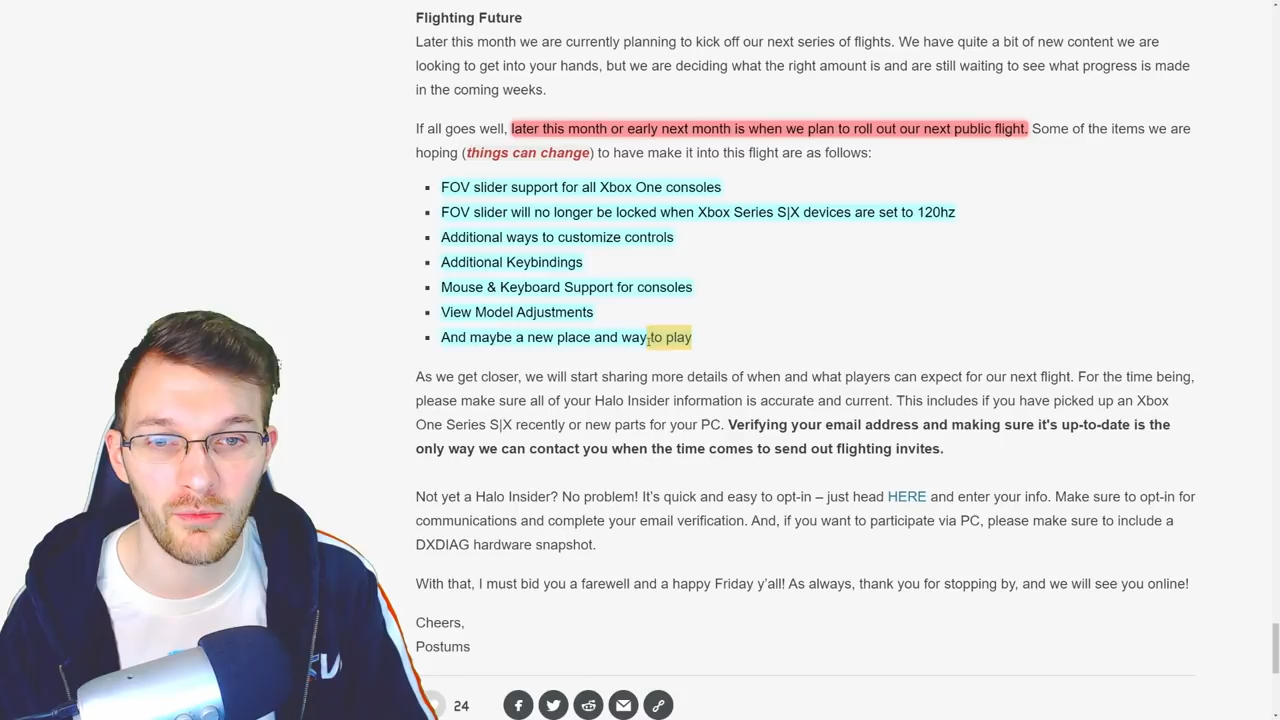 Flighting Future
Later this month we are currently planning to kick off our next series of flights. We have quite a bit of new content we are
looking to get into your hands, but we are deciding what the right amount is and are still waiting to see what progress is made
in the coming weeks.
If all goes well, later this month or early next month is when we plan to roll out our next public flight. Some of the items we are
hoping (things can change) to have make it into this flight are as follows:
FOV slider support for all Xbox One consoles
FOV slider will no longer be locked when Xbox Series S|X devices are set to 120hz
Additional ways to customize controls
Additional Keybindings
Mouse & Keyboard Support for consoles
View Model Adjustments
And maybe a new place and way to play
As we get closer, we will start sharing more details of when and what players can expect for our next flight. For the time being,
please make sure all of your Halo Insider information is accurate and current. This includes if you have picked up an Xbox
One Series S|X recently or new parts for your PC. Verifying your email address and making sure it's up-to-date is the
only way we can contact you when the time comes to send out flighting invites.
Not yet a Halo Insider? No problem! It’s quick and easy to opt-in – just head HERE and enter your info. Make sure to opt-in for
communications and complete your email verification. And, if you want to participate via PC, please make sure to include a
DXDIAG hardware snapshot.
With that, I must bid you a farewell and a happy Friday y’all! As always, thank you for stopping by, and we will see you online!
Cheers,
Postums
24